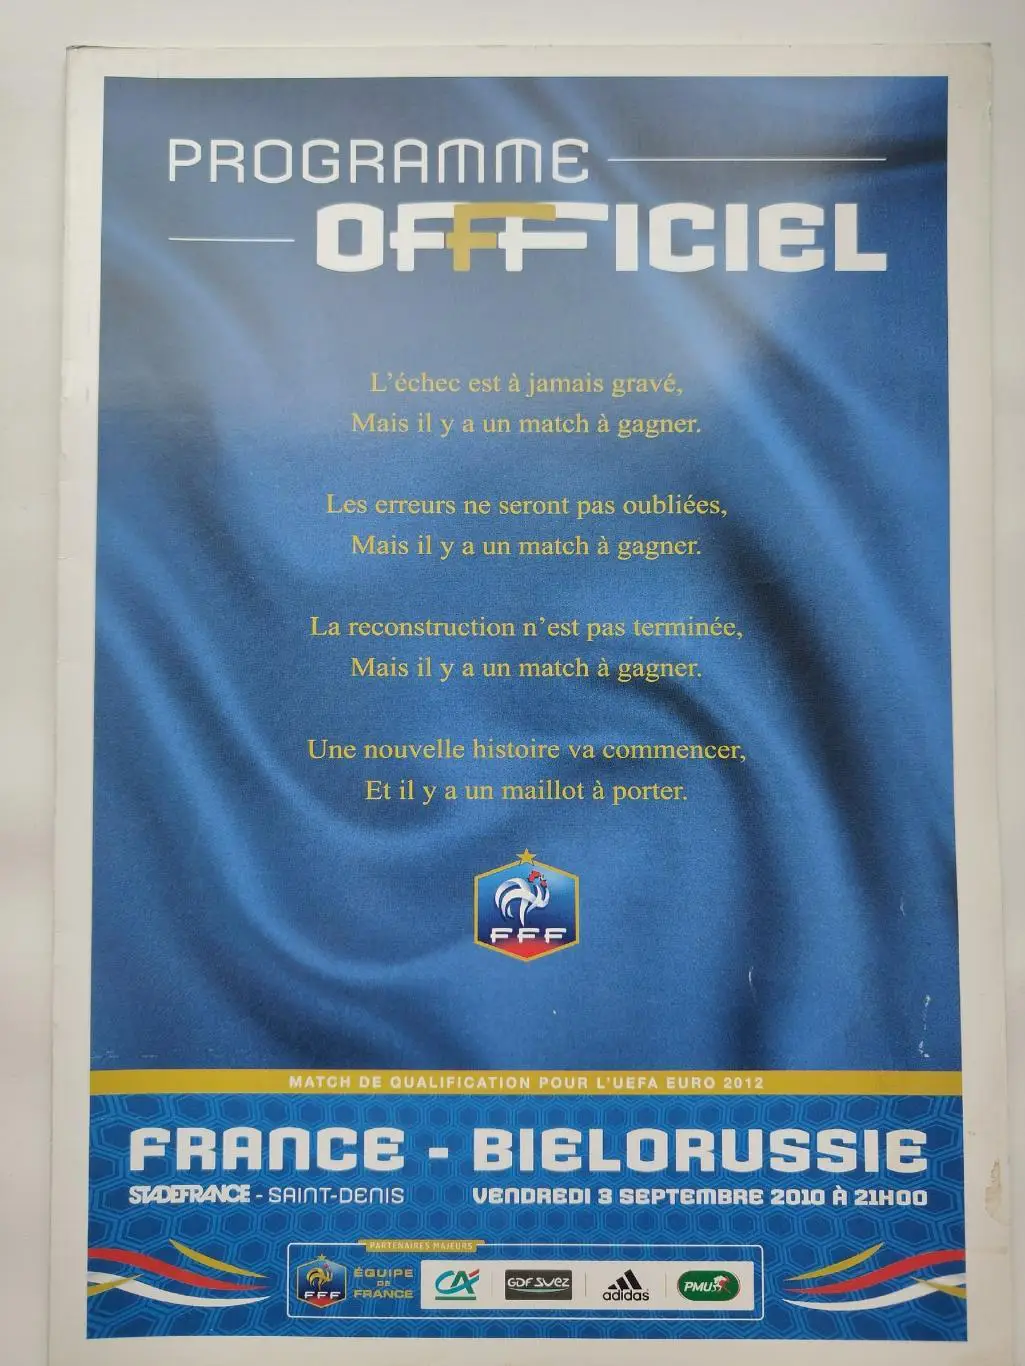 PROGRAMME
OFFFICIEL
L'échec est à jamais gravé,
Mais il y a un match à gagner.
Les erreurs ne seront pas oubliées,
Mais il y a un match à gagner.
La reconstruction n'est pas terminée,
Mais il y a un match à gagner.
Une nouvelle histoire va commencer,
Et il y a un maillot à porter.
FFF
MATCH DE QUALIFICATION POUR L'UEFA EURO 2012
FRANCE - BIELORUSSIE
STADEFRANCE - SAINT-DENIS VENDREDI 3 SEPTEMBRE 2010 À 21H00
PARTENAIRES MAJEURS
FFF
ÉQUIPE
DE
FRANCE
CA
GDF SUEZ
adidas
PMU